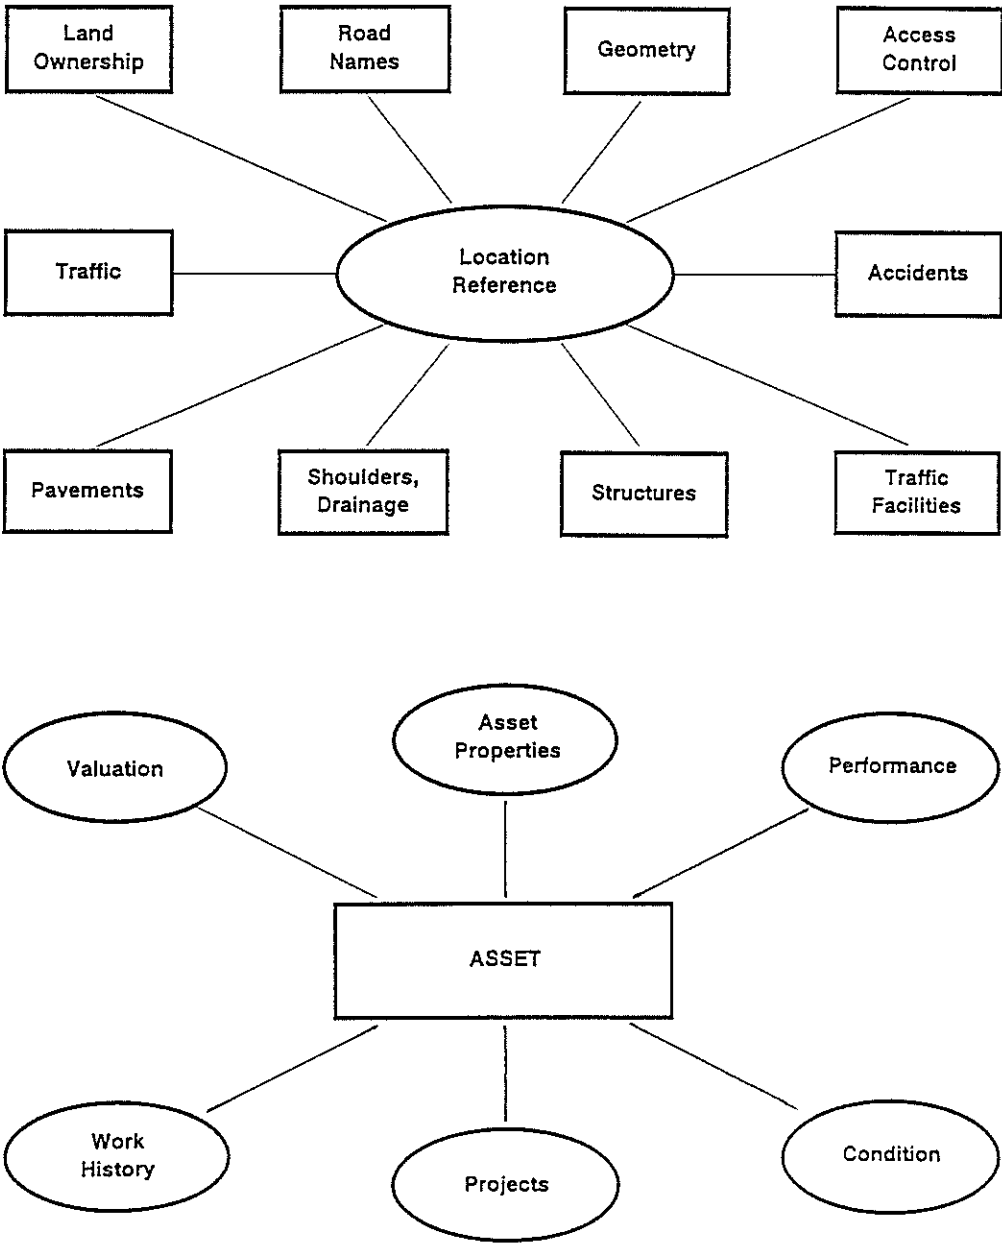 Land
Ownership
Road
Names
Geometry
Access
Control
Traffic
Location
Reference
Accidents
Pavements
Shoulders,
Drainage
Structures
Traffic
Facilities
Valuation
Asset
Properties
Performance
ASSET
Work
History
Projects
Condition